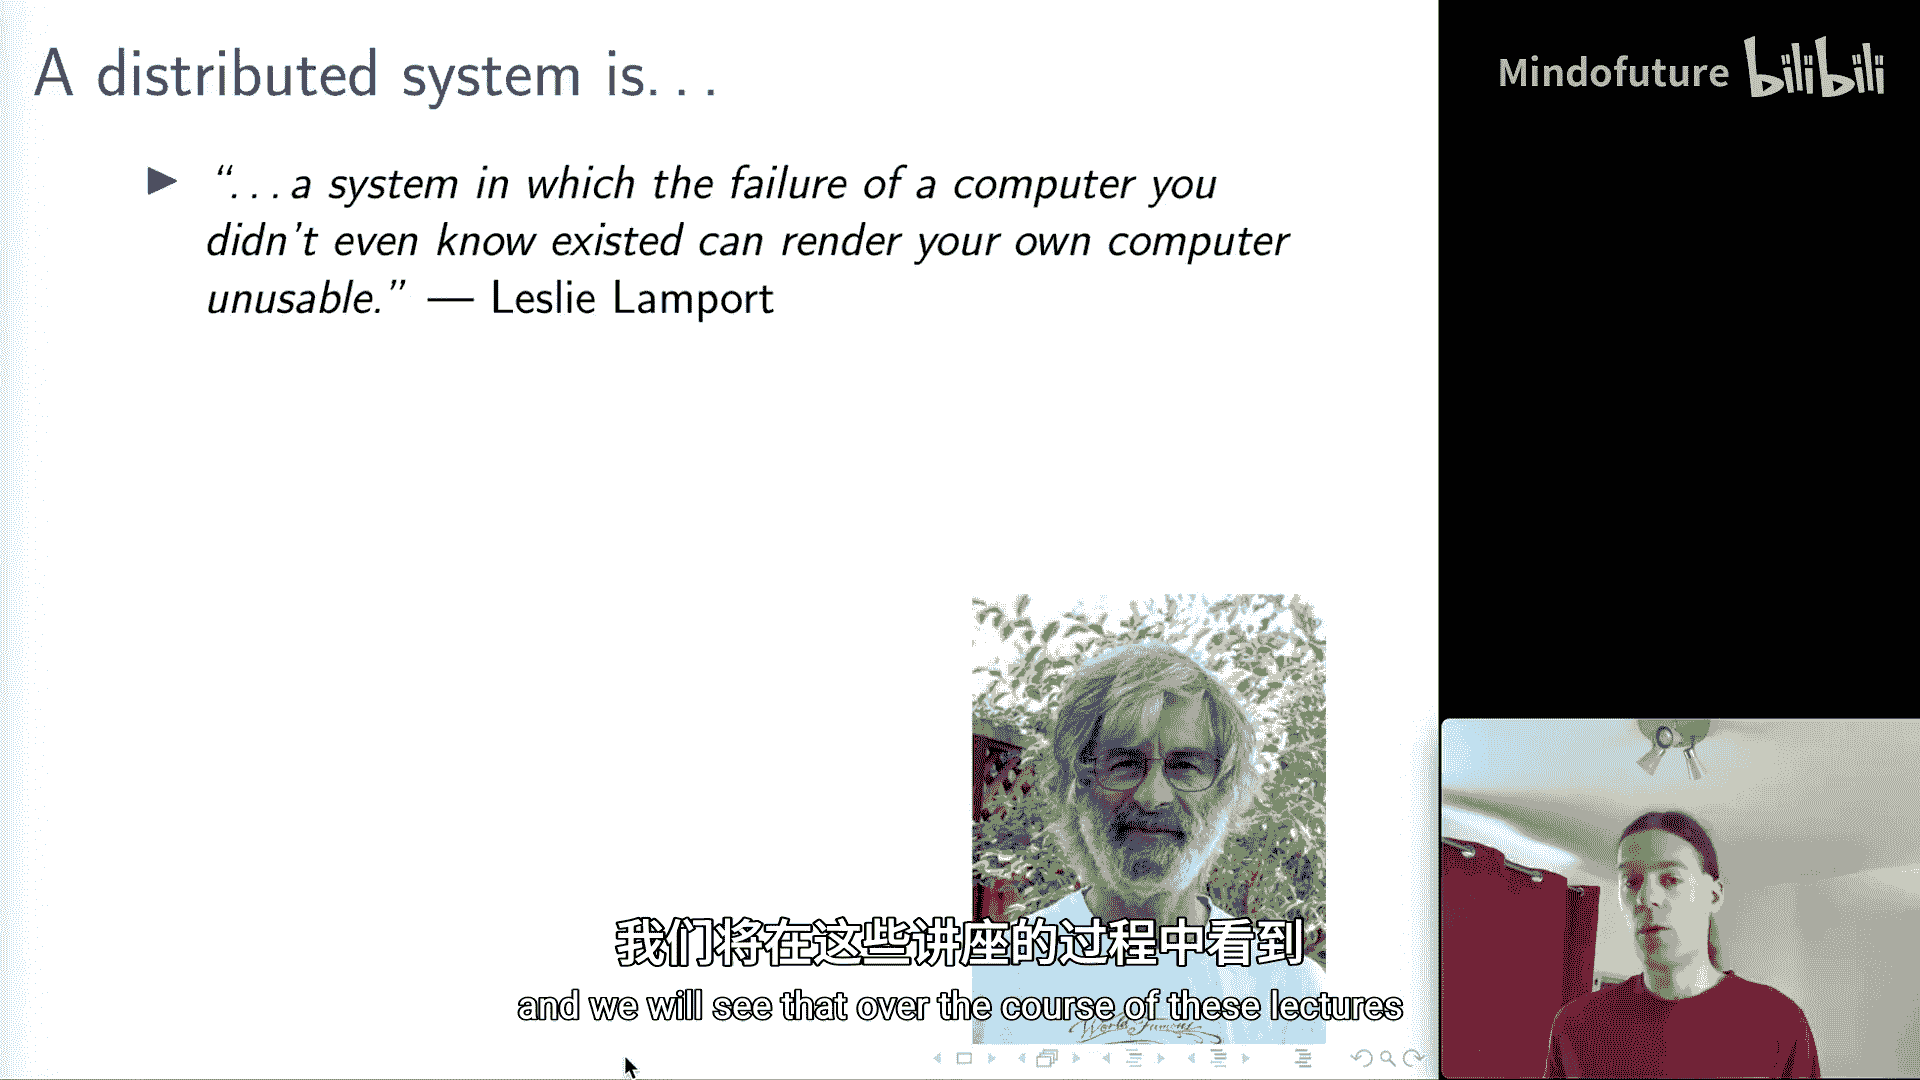 A distributed system is. . .
Mindofuture bilibili
▶ “. . . a system in which the failure of a computer you
didn’t even know existed can render your own computer
unusable.” — Leslie Lamport
我们将在这些讲座的过程中看到
and we will see that over the course of these lectures
World Famous